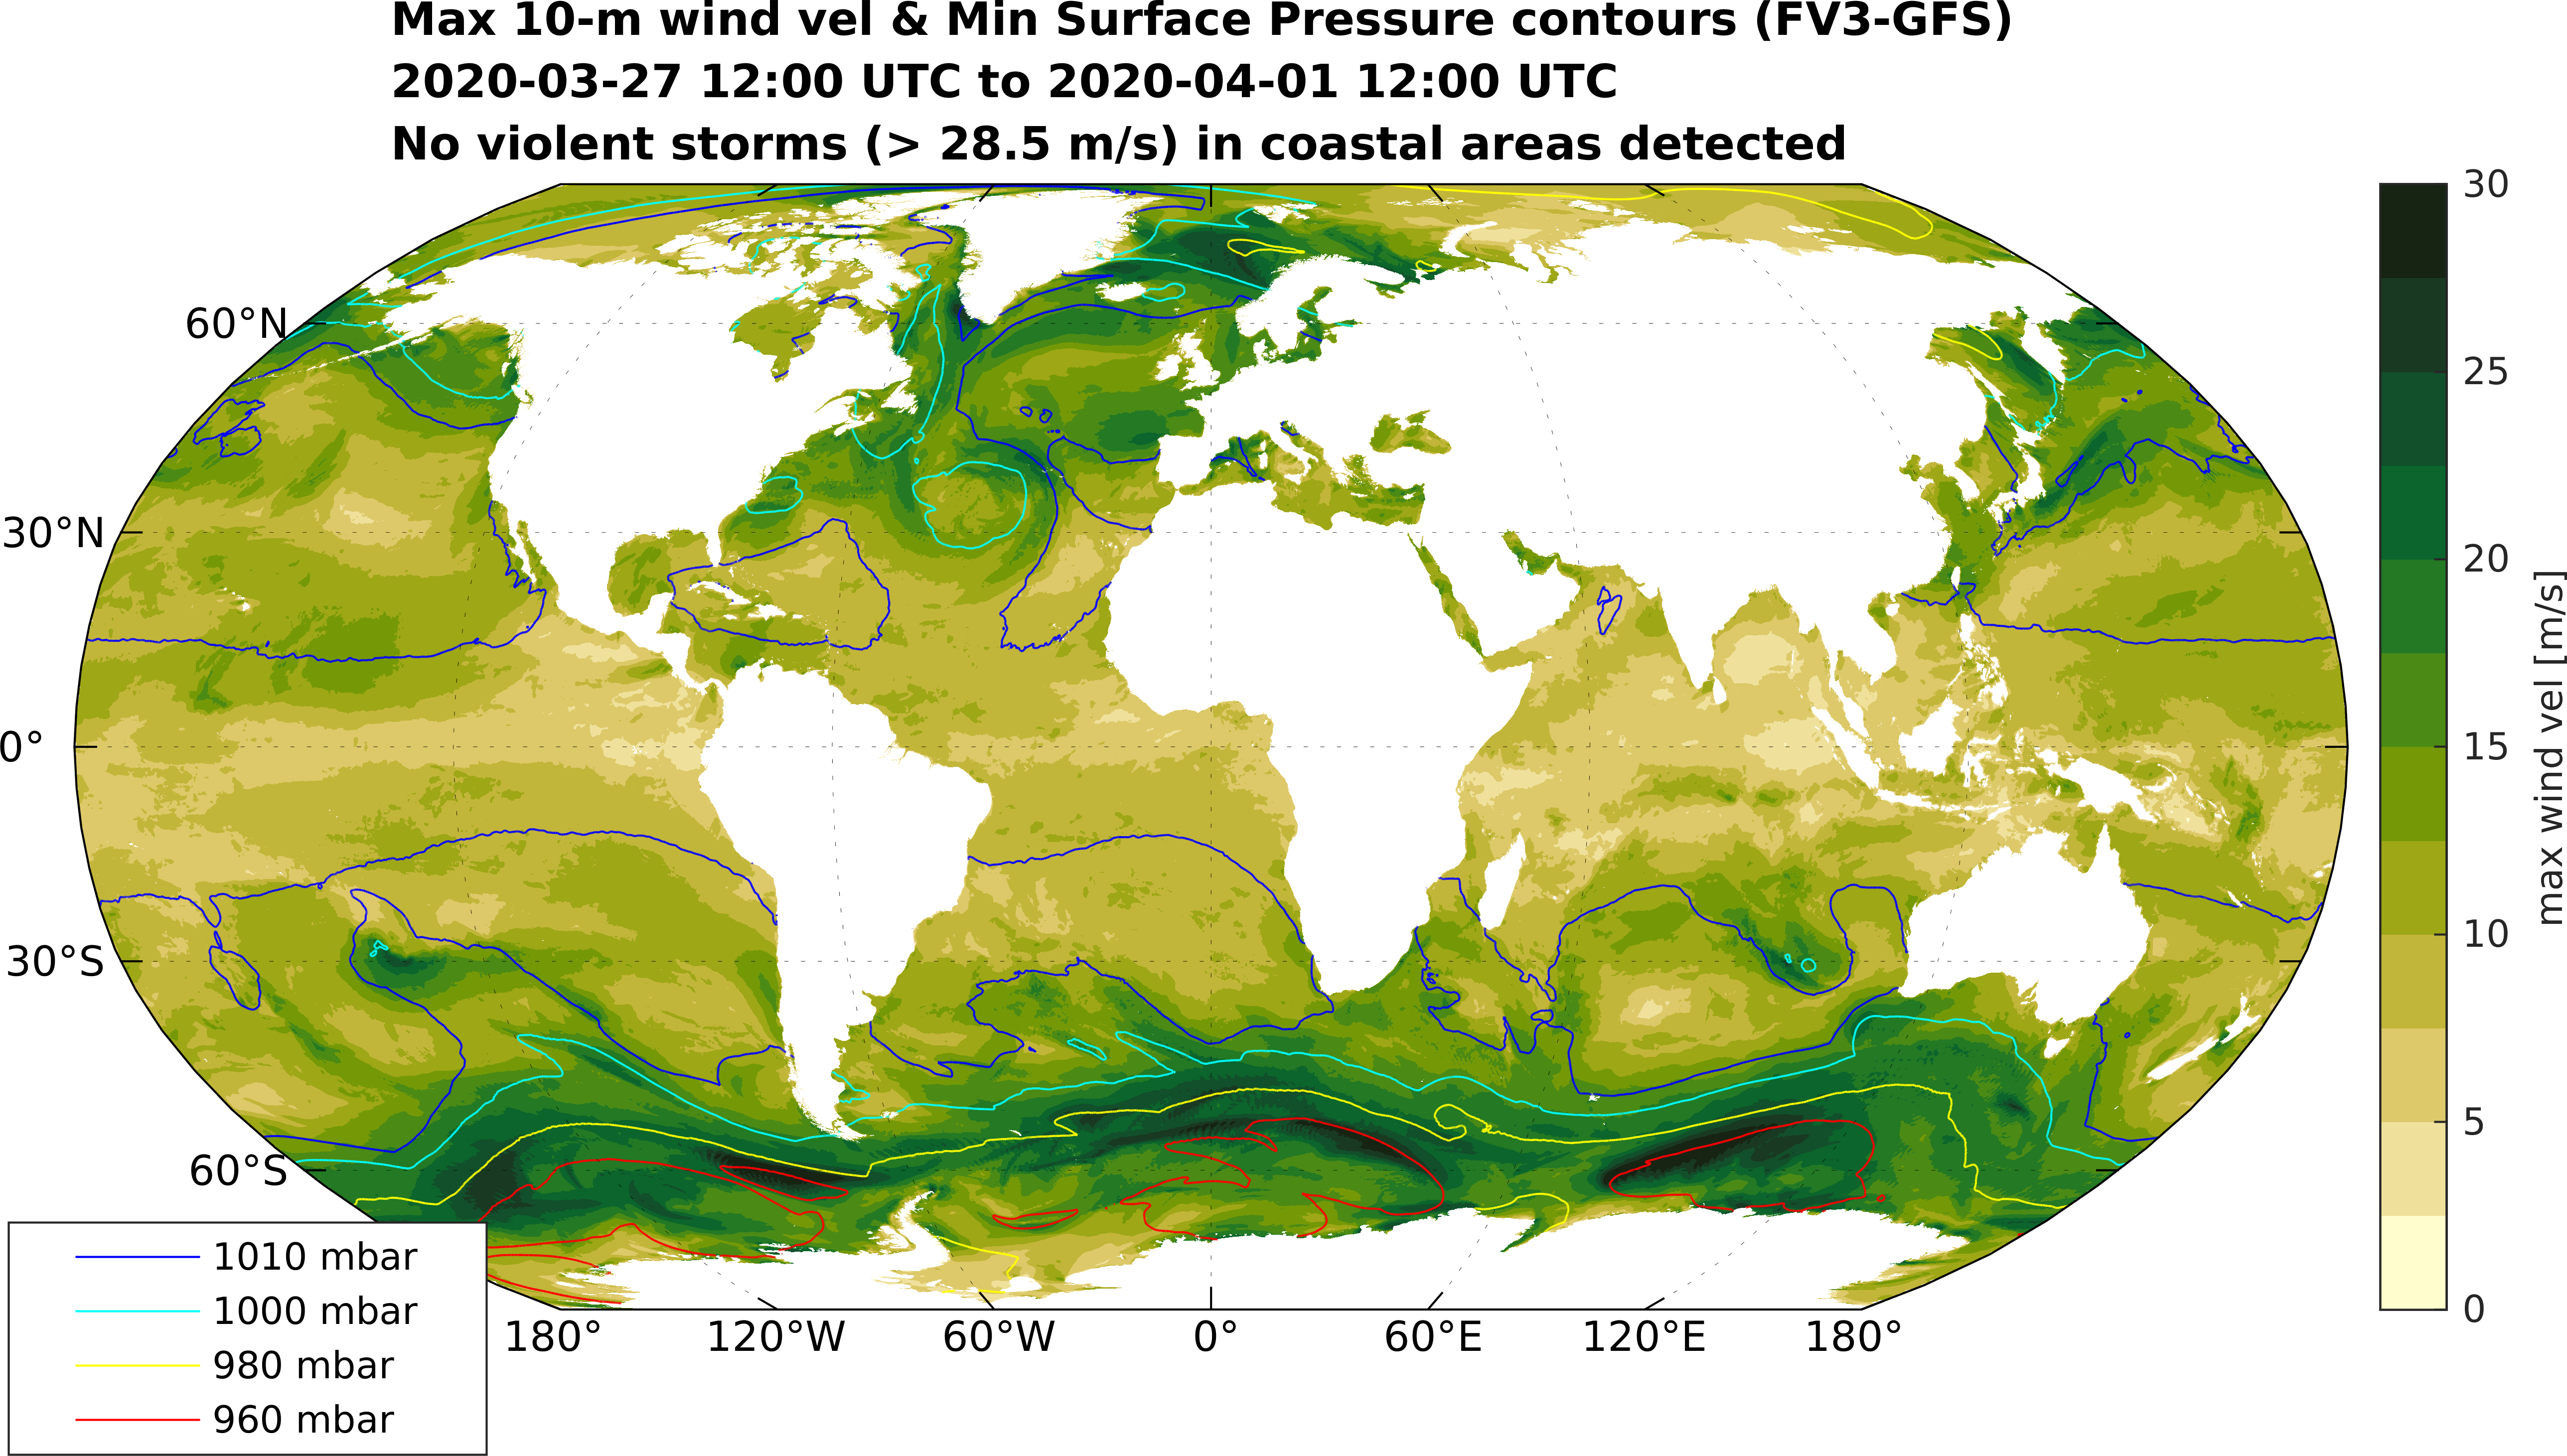 Max 10-m wind vel & Min Surface Pressure contours (FV3-GFS)
2020-03-27 12:00 UTC to 2020-04-01 12:00 UTC
No violent storms (> 28.5 m/s) in coastal areas detected
60°N
30°N
0°
30°S
60°S
180°
120°W
60°W
0°
60°E
120°E
180°
1010 mbar
1000 mbar
980 mbar
960 mbar
30
25
20
15
10
5
0
max wind vel [m/s]